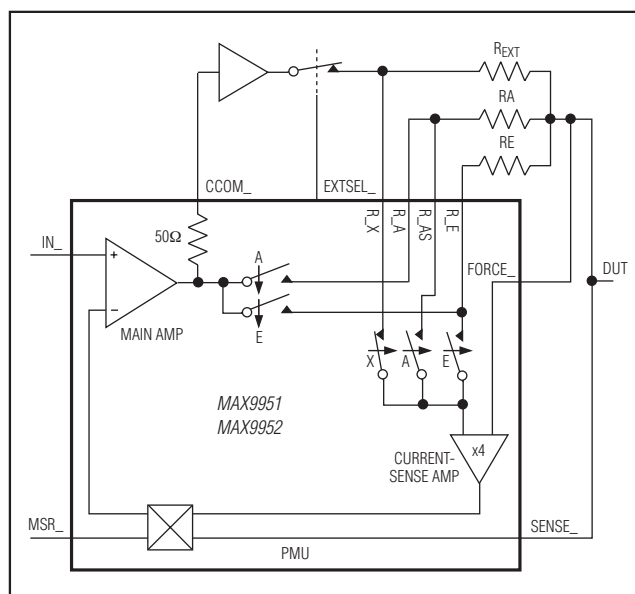 R_EXT
RA
RE
CCOM_
EXTSEL_
R_X
R_A
R_AS
R_E
50Ω
IN_
+
−
MAIN AMP
A
E
FORCE_
DUT
X
A
E
MAX9951
MAX9952
CURRENT-
SENSE AMP
x4
MSR_
SENSE_
PMU